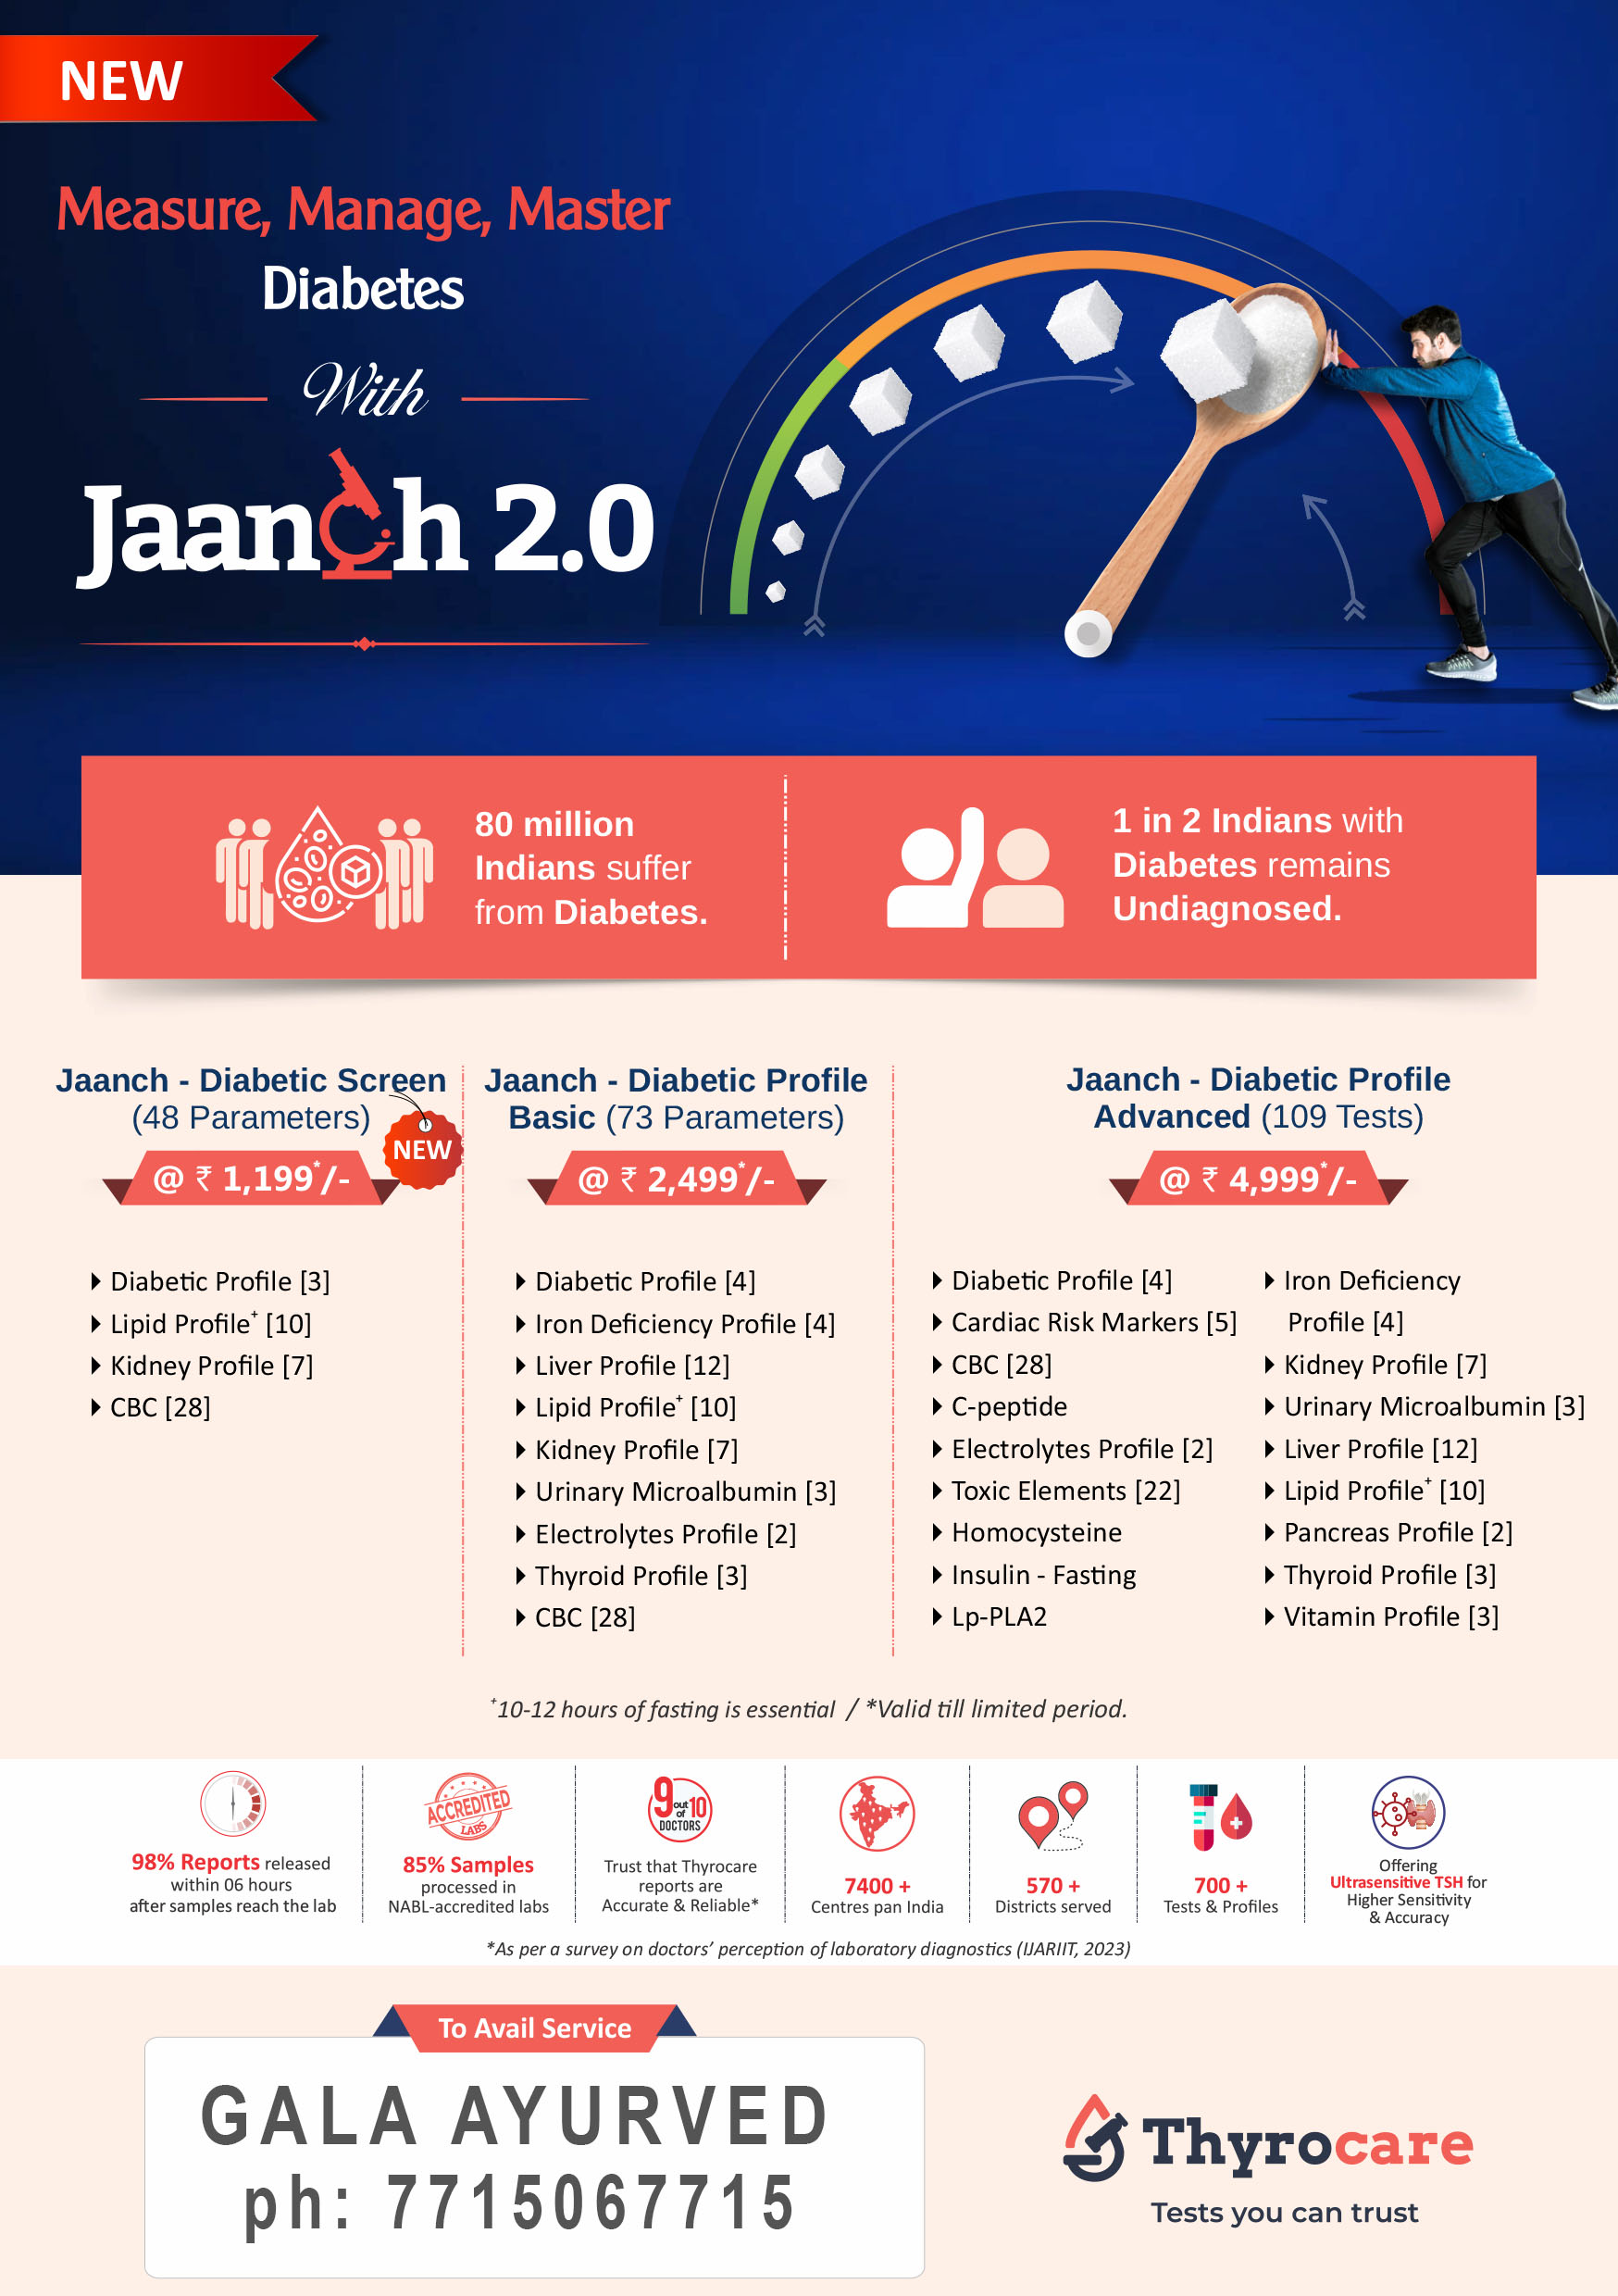 NEW
Measure, Manage, Master
Diabetes
With
Jaanch 2.0
80 million
Indians suffer
from Diabetes.
1 in 2 Indians with
Diabetes remains
Undiagnosed.
Jaanch - Diabetic Screen
(48 Parameters)
NEW
@ ₹ 1,199*/-
Diabetic Profile [3]
Lipid Profile+ [10]
Kidney Profile [7]
CBC [28]
Jaanch - Diabetic Profile
Basic (73 Parameters)
@ ₹ 2,499*/-
Diabetic Profile [4]
Iron Deficiency Profile [4]
Liver Profile [12]
Lipid Profile+ [10]
Kidney Profile [7]
Urinary Microalbumin [3]
Electrolytes Profile [2]
Thyroid Profile [3]
CBC [28]
Jaanch - Diabetic Profile
Advanced (109 Tests)
@ ₹ 4,999*/-
Diabetic Profile [4]
Cardiac Risk Markers [5]
CBC [28]
C-peptide
Electrolytes Profile [2]
Toxic Elements [22]
Homocysteine
Insulin - Fasting
Lp-PLA2
Iron Deficiency
Profile [4]
Kidney Profile [7]
Urinary Microalbumin [3]
Liver Profile [12]
Lipid Profile+ [10]
Pancreas Profile [2]
Thyroid Profile [3]
Vitamin Profile [3]
+10-12 hours of fasting is essential / *Valid till limited period.
98% Reports released
within 06 hours
after samples reach the lab
ACCREDITED
LABS
85% Samples
processed in
NABL-accredited labs
9 out of 10
DOCTORS
Trust that Thyrocare
reports are
Accurate & Reliable*
7400 +
Centres pan India
570 +
Districts served
700 +
Tests & Profiles
Offering
Ultrasensitive TSH for
Higher Sensitivity
& Accuracy
*As per a survey on doctors' perception of laboratory diagnostics (IJARIIT, 2023)
To Avail Service
GALA AYURVED
ph: 7715067715
Thyrocare
Tests you can trust